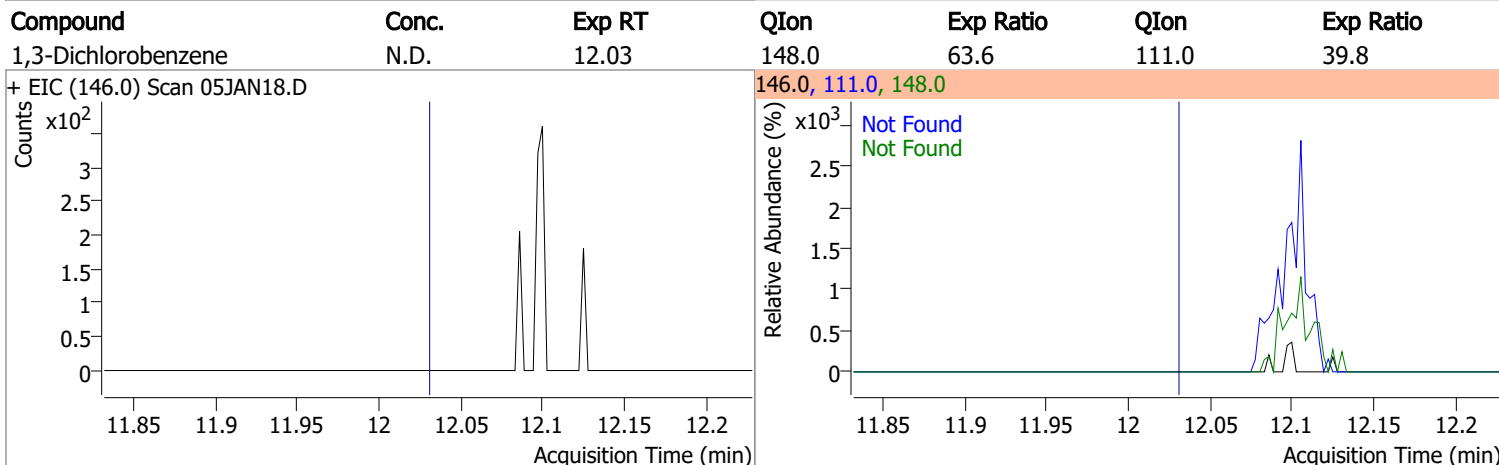 Compound Conc. Exp RT QIon Exp Ratio QIon Exp Ratio
1,3-Dichlorobenzene N.D. 12.03 148.0 63.6 111.0 39.8
+ EIC (146.0) Scan 05JAN18.D
Counts
x10²
3
2.5
2
1.5
1
0.5
0
11.85 11.9 11.95 12 12.05 12.1 12.15 12.2
Acquisition Time (min)
146.0, 111.0, 148.0
Relative Abundance (%)
x10³
Not Found
Not Found
2.5
2
1.5
1
0.5
0
11.85 11.9 11.95 12 12.05 12.1 12.15 12.2
Acquisition Time (min)